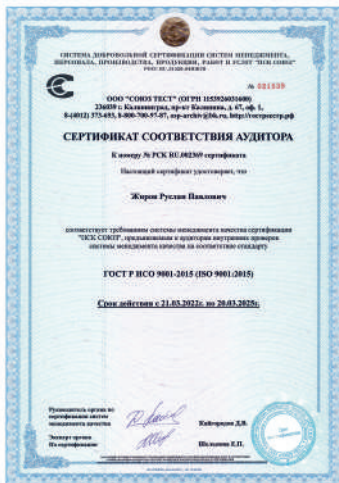 СИСТЕМА ДОБРОВОЛЬНОЙ СЕРТИФИКАЦИИ СИСТЕМ МЕНЕДЖМЕНТА,
ПЕРСОНАЛА, ПРОИЗВОДСТВА, ПРОДУКЦИИ, РАБОТ И УСЛУГ "ПСК СОЮЗ"
№ 021939
ООО "СОЮЗ ТЕСТ" (ОГРН 1153926031600)
236039 г. Калининград, пр-кт Калинина, д. 67, оф. 1,
СЕРТИФИКАТ СООТВЕТСТВИЯ АУДИТОРА
К номеру № РСК RU.002369 сертификата
Настоящий сертификат удостоверяет, что
Жиров Руслан Павлович
соответствует требованиям системы менеджмента качества сертификации
"ПСК СОЮЗ", предъявляемым к аудиторам внутренних проверок
системы менеджмента качества на соответствие стандарту
ГОСТ Р ИСО 9001-2015 (ISO 9001:2015)
Срок действия с 21.03.2022г. по 20.03.2025г.
Руководитель органа по
сертификации систем
менеджмента качества
Кайгородов Д.В.
Эксперт органа
По сертификации
Шельпова Е.П.